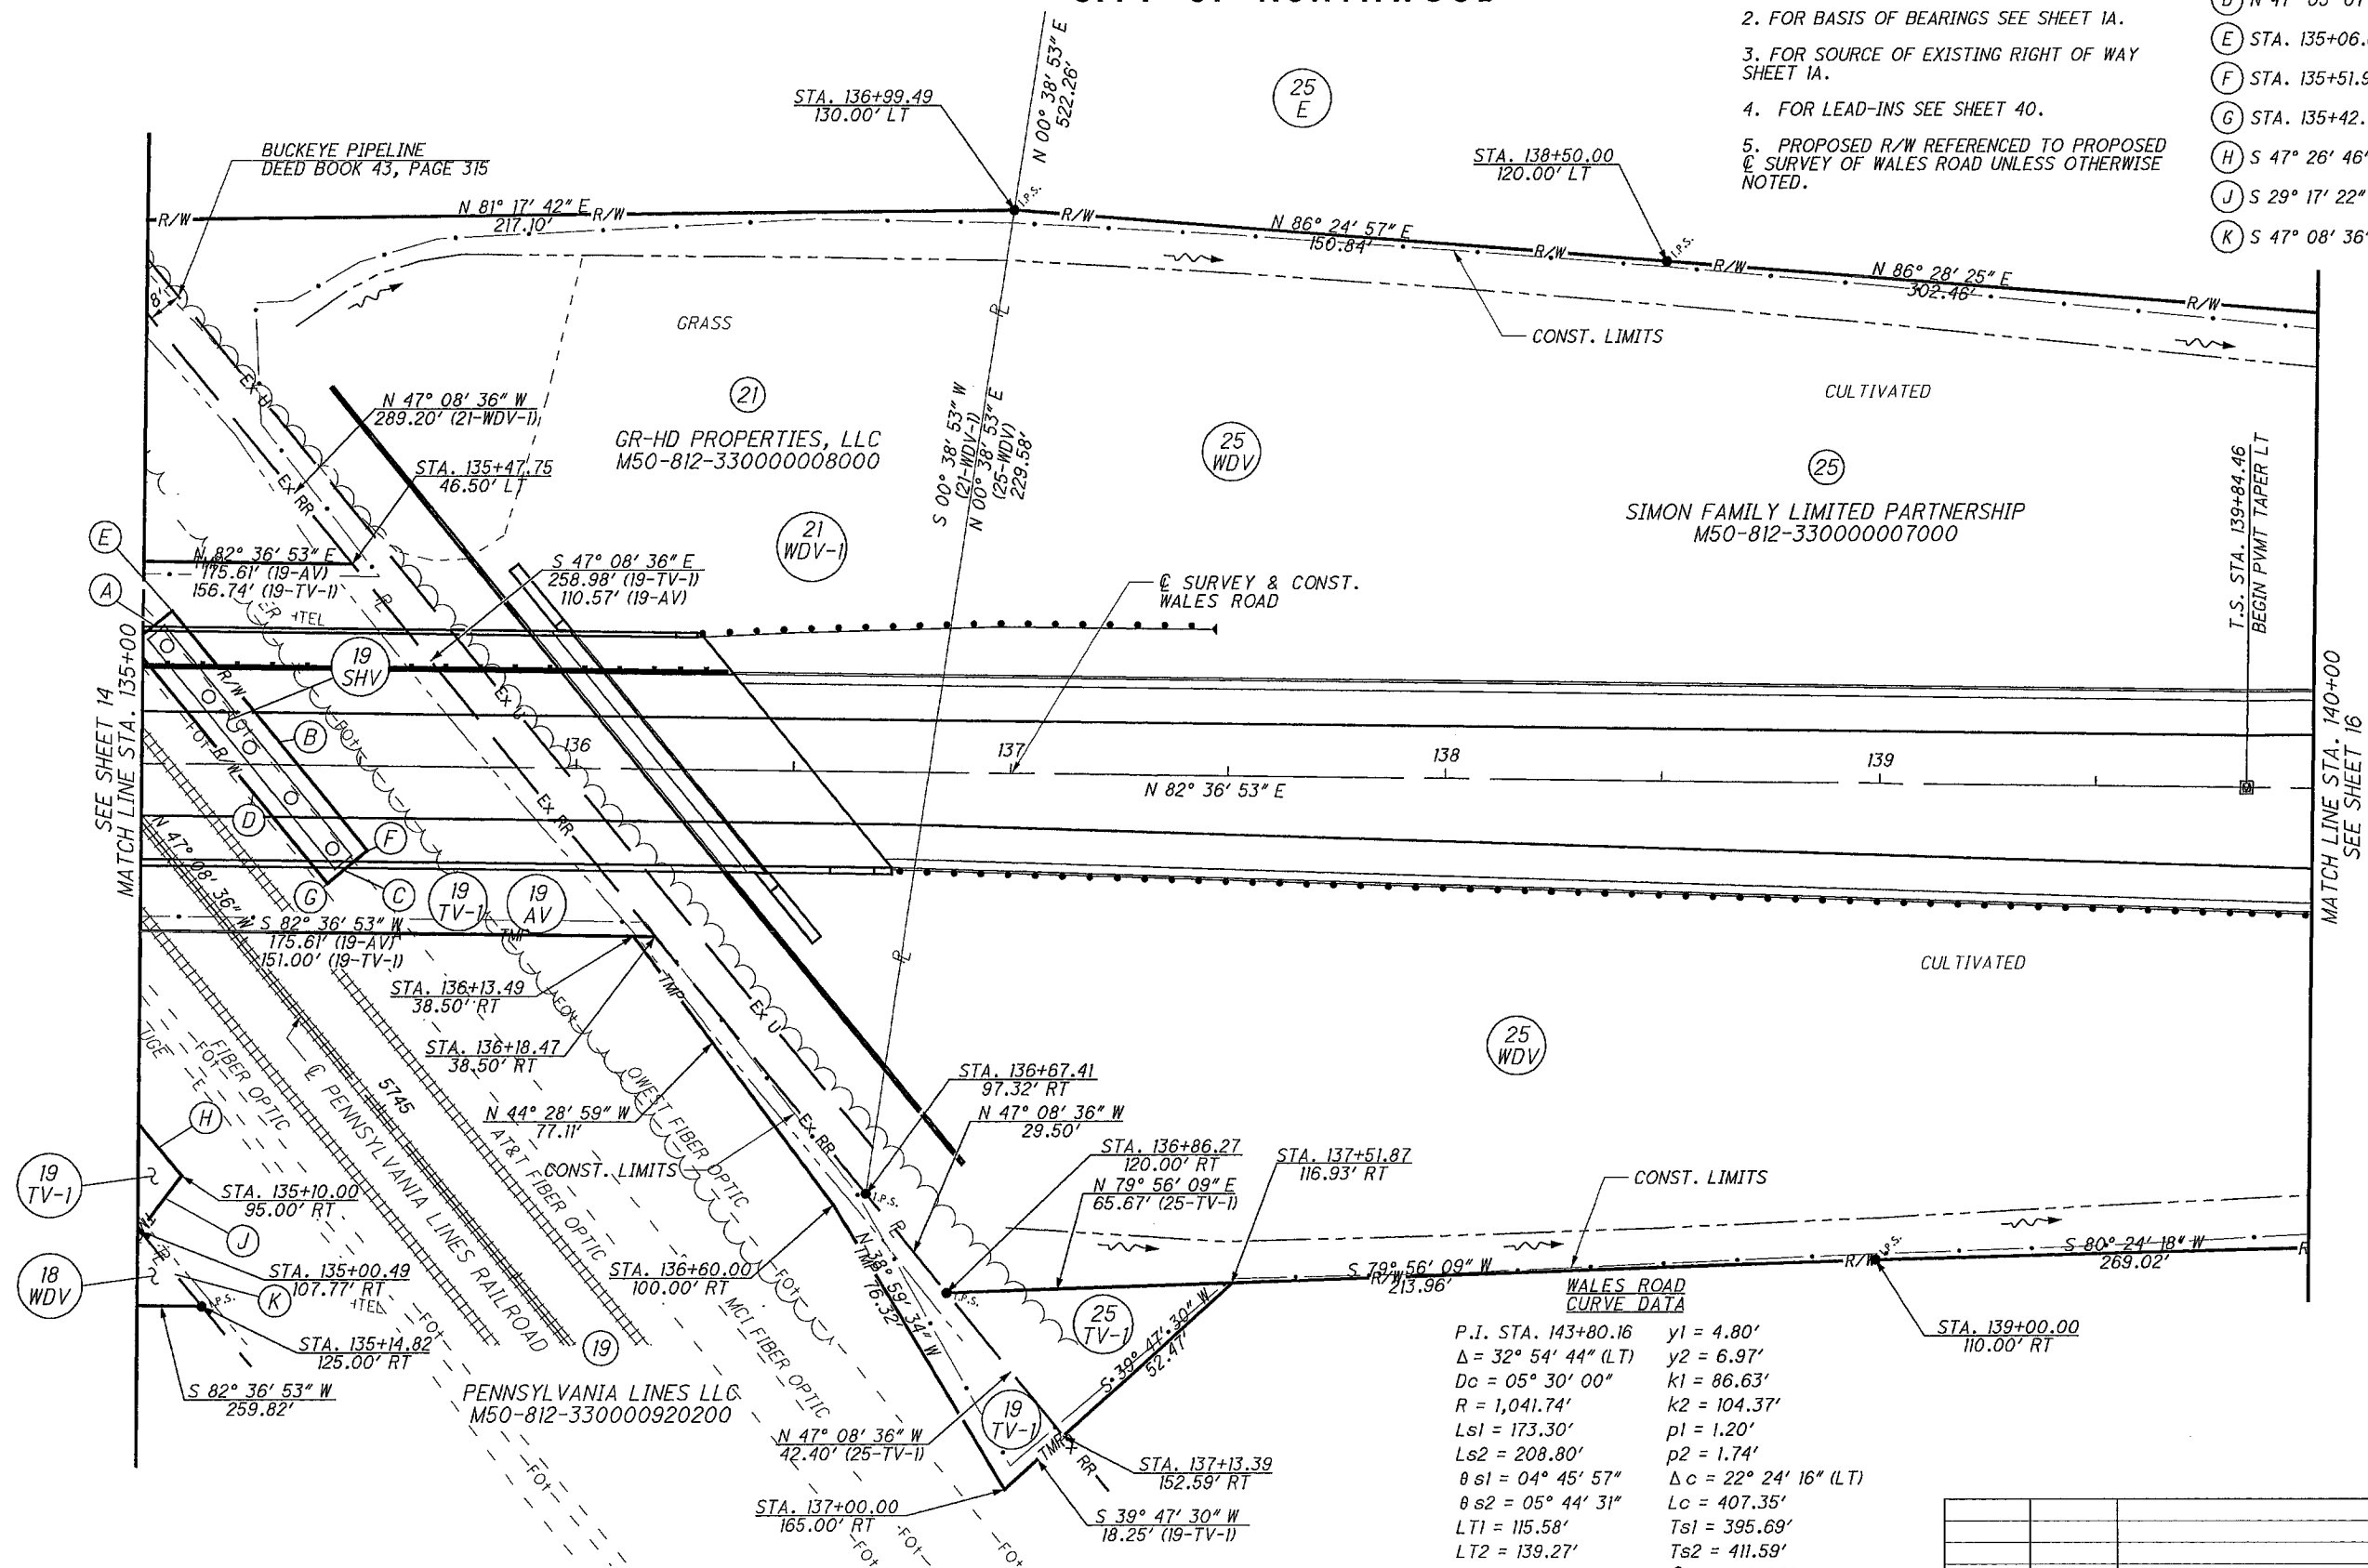 2. FOR BASIS OF BEARINGS SEE SHEET 1A.
3. FOR SOURCE OF EXISTING RIGHT OF WAY
SHEET 1A.
4. FOR LEAD-INS SEE SHEET 40.
5. PROPOSED R/W REFERENCED TO PROPOSED
℄ SURVEY OF WALES ROAD UNLESS OTHERWISE
NOTED.
E STA. 135+06.
F STA. 135+51.9
G STA. 135+42.
H S 47° 26' 46"
J S 29° 17' 22"
K S 47° 08' 36"
N 00° 38' 53" E
522.26'
25
E
STA. 136+99.49
130.00' LT
STA. 138+50.00
120.00' LT
BUCKEYE PIPELINE
DEED BOOK 43, PAGE 315
I.P.S.
R/W
N 81° 17' 42" E
217.10'
R/W
R/W
N 86° 24' 57" E
150.84'
R/W
I.P.S.
R/W
N 86° 28' 25" E
302.46'
R/W
8'
GRASS
CONST. LIMITS
CULTIVATED
EX U
N 47° 08' 36" W
289.20' (21-WDV-1)
21
GR-HD PROPERTIES, LLC
M50-812-330000008000
STA. 135+47.75
46.50' LT
EX RR
S 00° 38' 53" W
(21-WDV-1)
N 00° 38' 53" E
(25-WDV)
229.58'
25
WDV
25
SIMON FAMILY LIMITED PARTNERSHIP
M50-812-330000007000
T.S. STA. 139+84.46
BEGIN PVMT TAPER LT
21
WDV-1
E
A
N 82° 36' 53" E
175.61' (19-AV)
156.74' (19-TV-1)
S 47° 08' 36" E
258.98' (19-TV-1)
110.57' (19-AV)
℄ SURVEY & CONST.
WALES ROAD
19
SHV
SEE SHEET 14
MATCH LINE STA. 135+00
MATCH LINE STA. 140+00
SEE SHEET 16
R/W
B
FOT
R/W
EX U
136
137
138
139
N 82° 36' 53" E
EX RR
D
F
G
C
19
TV-1
19
AV
N 47° 08' 36" W
S 82° 36' 53" W
175.61' (19-AV)
151.00' (19-TV-1)
TMP
STA. 136+13.49
38.50' RT
TMP
EX U
CULTIVATED
STA. 136+18.47
38.50' RT
25
WDV
FIBER OPTIC
℄ PENNSYLVANIA LINES RAILROAD
5745
AT&T FIBER OPTIC
QWEST FIBER OPTIC
MCI FIBER OPTIC
N 44° 28' 59" W
77.11'
EX RR
STA. 136+67.41
97.32' RT
N 47° 08' 36" W
29.50'
STA. 136+86.27
120.00' RT
STA. 137+51.87
116.93' RT
N 79° 56' 09" E
65.67' (25-TV-1)
CONST. LIMITS
CONST. LIMITS
H
19
TV-1
STA. 135+10.00
95.00' RT
J
I.P.S.
STA. 136+60.00
100.00' RT
N 38° 59' 34" W
TMP 76.32'
I.P.S.
S 79° 56' 09" W
R/W
213.96'
R/W
I.P.S.
S 80° 24' 18" W
269.02'
18
WDV
STA. 135+00.49
107.77' RT
K
I.P.S.
STA. 135+14.82
125.00' RT
S 82° 36' 53" W
259.82'
19
PENNSYLVANIA LINES LLC
M50-812-330000920200
25
TV-1
S 39° 47' 30" W
52.47'
STA. 139+00.00
110.00' RT
N 47° 08' 36" W
42.40' (25-TV-1)
19
TV-1
TMP
EX RR
STA. 137+13.39
152.59' RT
STA. 137+00.00
165.00' RT
S 39° 47' 30" W
18.25' (19-TV-1)
WALES ROAD
CURVE DATA
P.I. STA. 143+80.16 y1 = 4.80'
Δ = 32° 54' 44" (LT) y2 = 6.97'
Dc = 05° 30' 00" k1 = 86.63'
R = 1,041.74' k2 = 104.37'
Ls1 = 173.30' p1 = 1.20'
Ls2 = 208.80' p2 = 1.74'
θs1 = 04° 45' 57" Δc = 22° 24' 16" (LT)
θs2 = 05° 44' 31" Lc = 407.35'
LT1 = 115.58' Ts1 = 395.69'
LT2 = 139.27' Ts2 = 411.59'